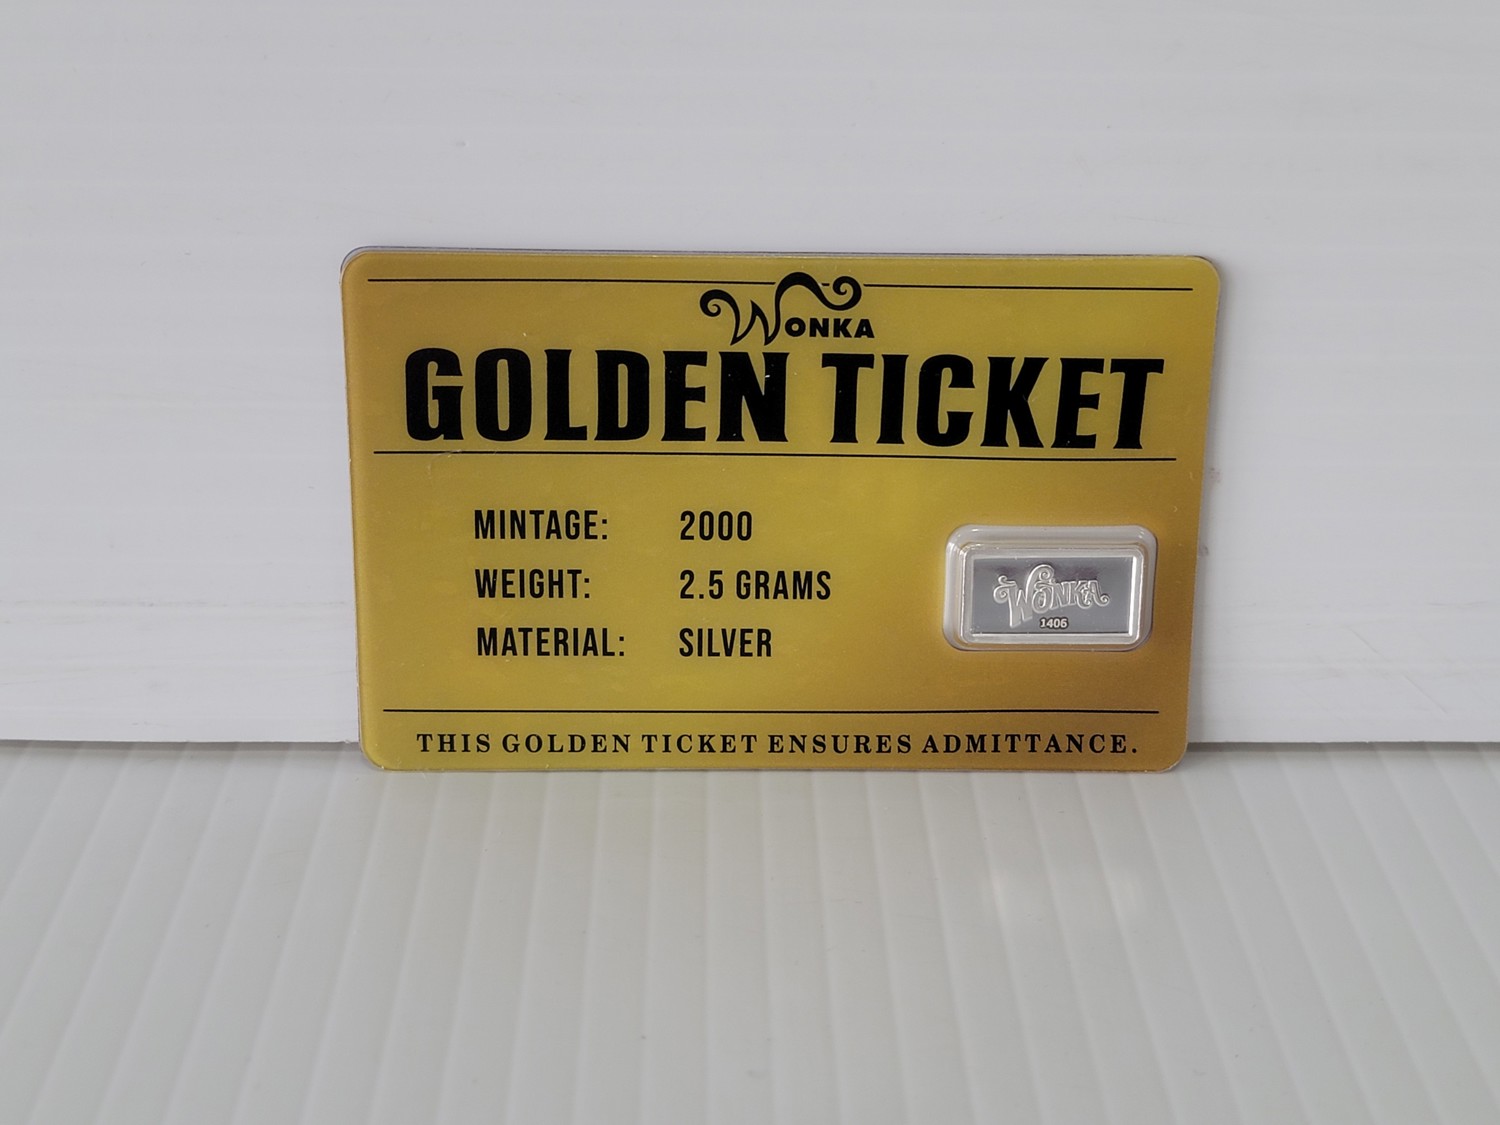 WONKA
GOLDEN TICKET
MINTAGE: 2000
WEIGHT: 2.5 GRAMS
MATERIAL: SILVER
WONKA
1406
THIS GOLDEN TICKET ENSURES ADMITTANCE.